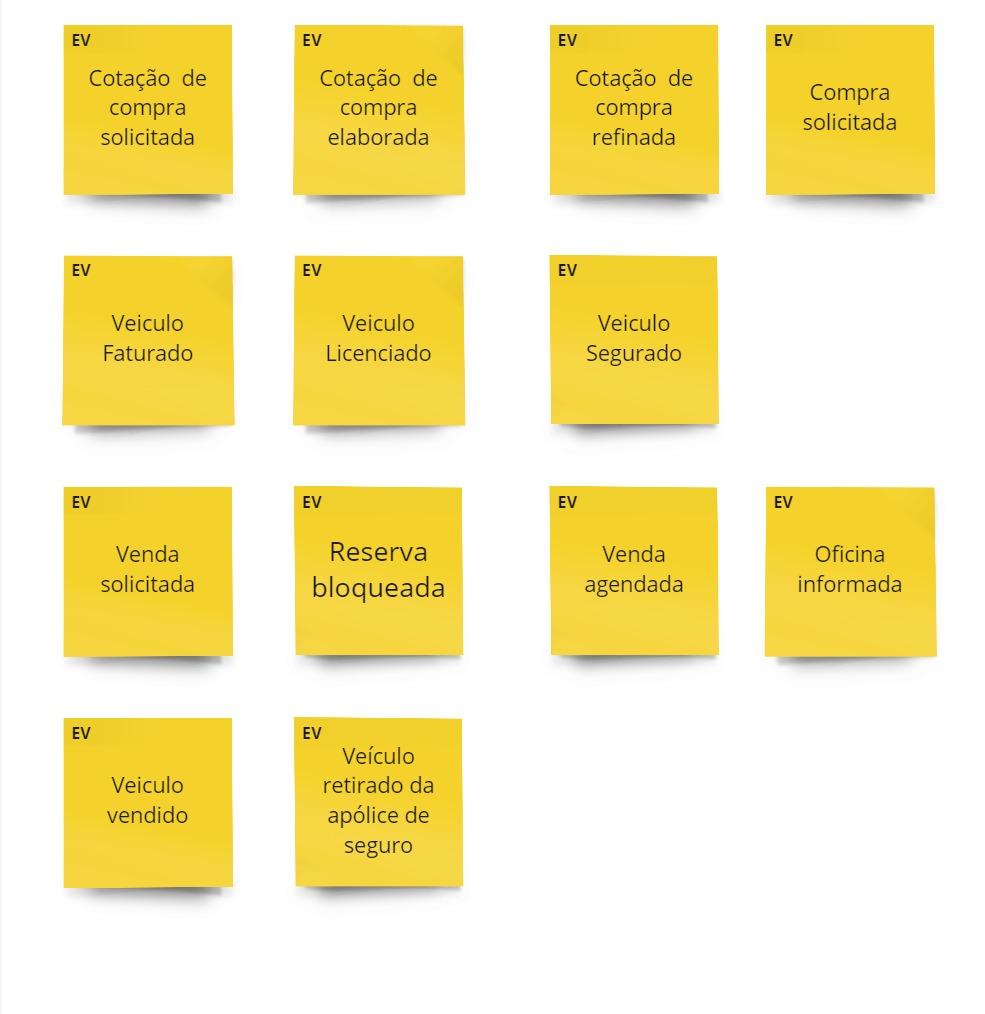 EV
Cotação de
compra
solicitada
EV
Cotação de
compra
elaborada
EV
Cotação de
compra
refinada
EV
Compra
solicitada
EV
Veiculo
Faturado
EV
Veiculo
Licenciado
EV
Veiculo
Segurado
EV
Venda
solicitada
EV
Reserva
bloqueada
EV
Venda
agendada
EV
Oficina
informada
EV
Veiculo
vendido
EV
Veículo
retirado da
apólice de
seguro